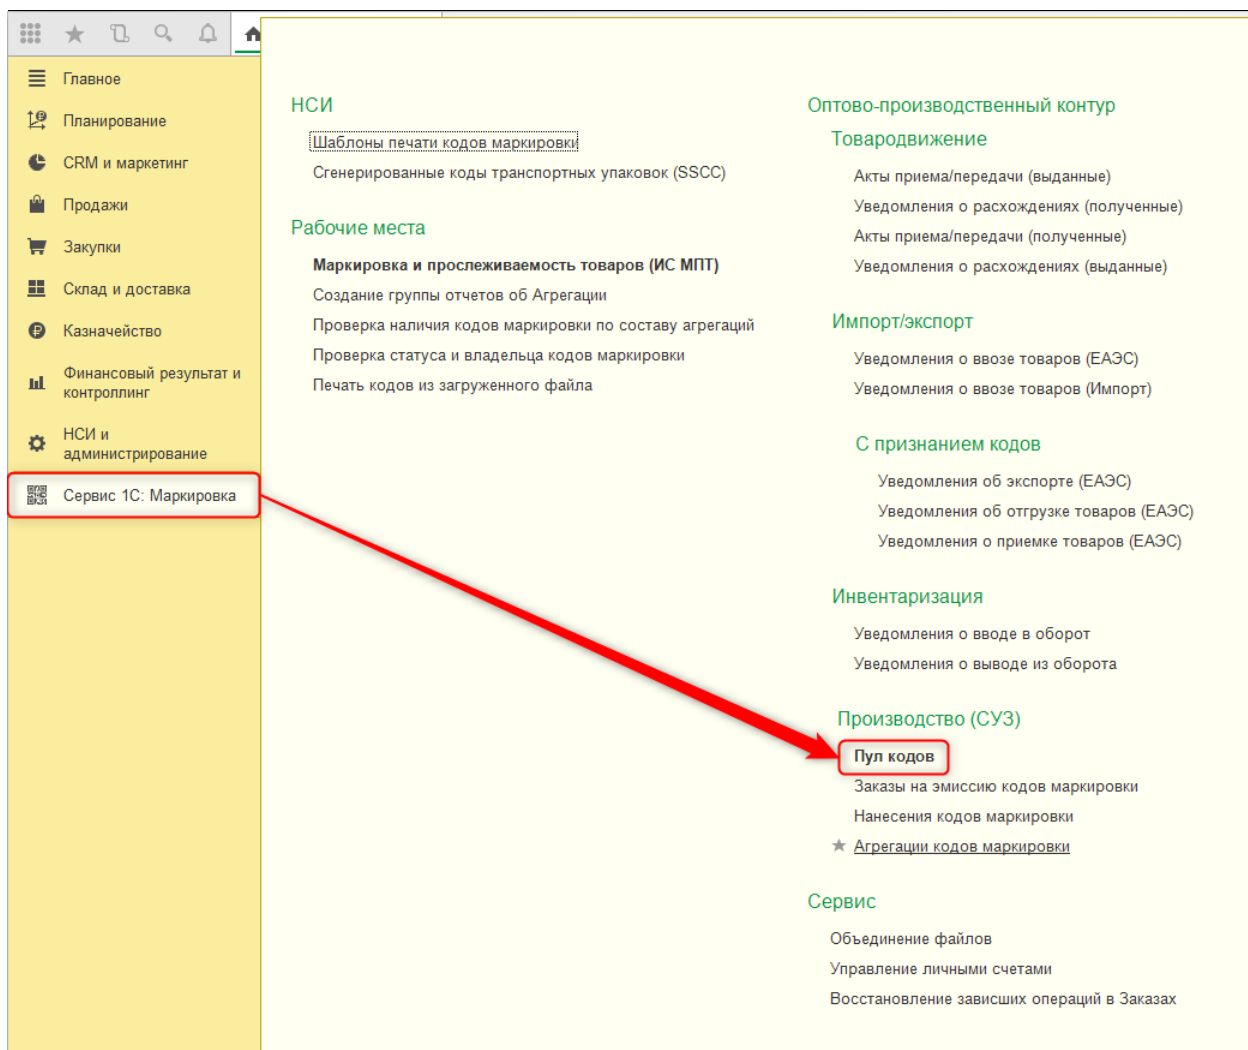 Главное
Планирование
CRM и маркетинг
Продажи
Закупки
Склад и доставка
Казначейство
Финансовый результат и
контроллинг
НСИ и
администрирование
Сервис 1С: Маркировка
НСИ
Шаблоны печати кодов маркировки
Сгенерированные коды транспортных упаковок (SSCC)
Рабочие места
Маркировка и прослеживаемость товаров (ИС МПТ)
Создание группы отчетов об Агрегации
Проверка наличия кодов маркировки по составу агрегаций
Проверка статуса и владельца кодов маркировки
Печать кодов из загруженного файла
Оптово-производственный контур
Товародвижение
Акты приема/передачи (выданные)
Уведомления о расхождениях (полученные)
Акты приема/передачи (полученные)
Уведомления о расхождениях (выданные)
Импорт/экспорт
Уведомления о ввозе товаров (ЕАЭС)
Уведомления о ввозе товаров (Импорт)
С признанием кодов
Уведомления об экспорте (ЕАЭС)
Уведомления об отгрузке товаров (ЕАЭС)
Уведомления о приемке товаров (ЕАЭС)
Инвентаризация
Уведомления о вводе в оборот
Уведомления о выводе из оборота
Производство (СУЗ)
Пул кодов
Заказы на эмиссию кодов маркировки
Нанесения кодов маркировки
Агрегации кодов маркировки
Сервис
Объединение файлов
Управление личными счетами
Восстановление зависших операций в Заказах